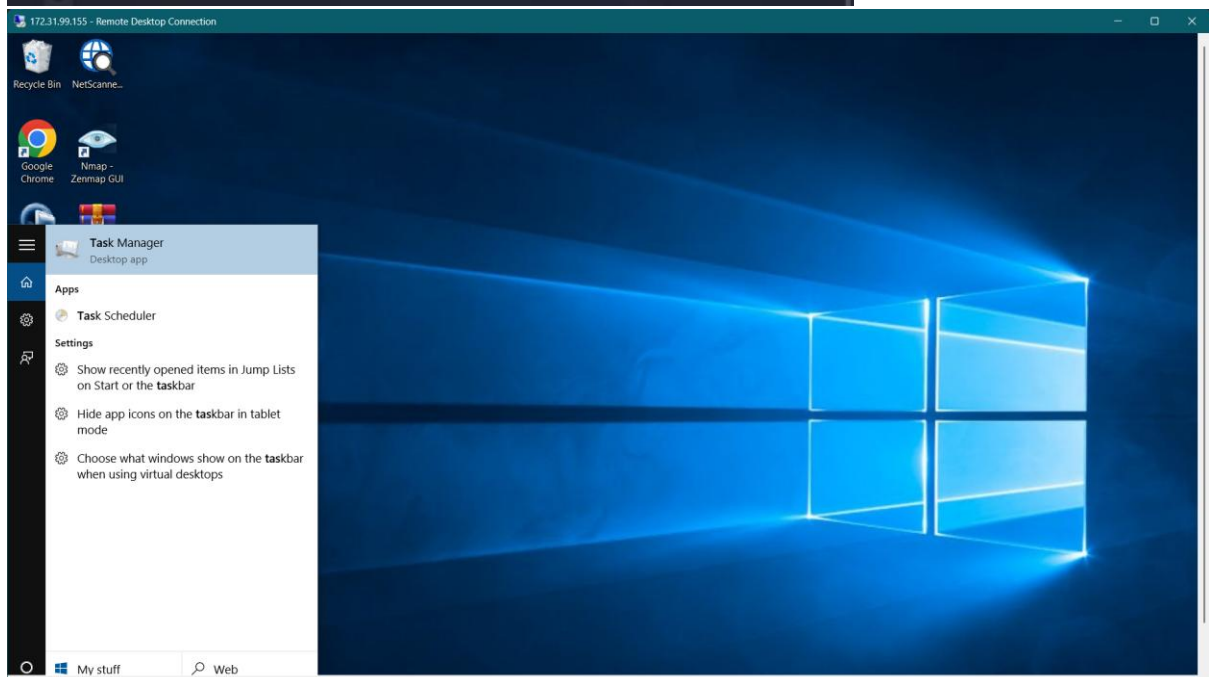 172.31.99.155 - Remote Desktop Connection
Recycle Bin
NetScanne...
Google
Chrome
Nmap -
Zenmap GUI
Task Manager
Desktop app
Apps
Task Scheduler
Settings
Show recently opened items in Jump Lists
on Start or the taskbar
Hide app icons on the taskbar in tablet
mode
Choose what windows show on the taskbar
when using virtual desktops
My stuff
Web